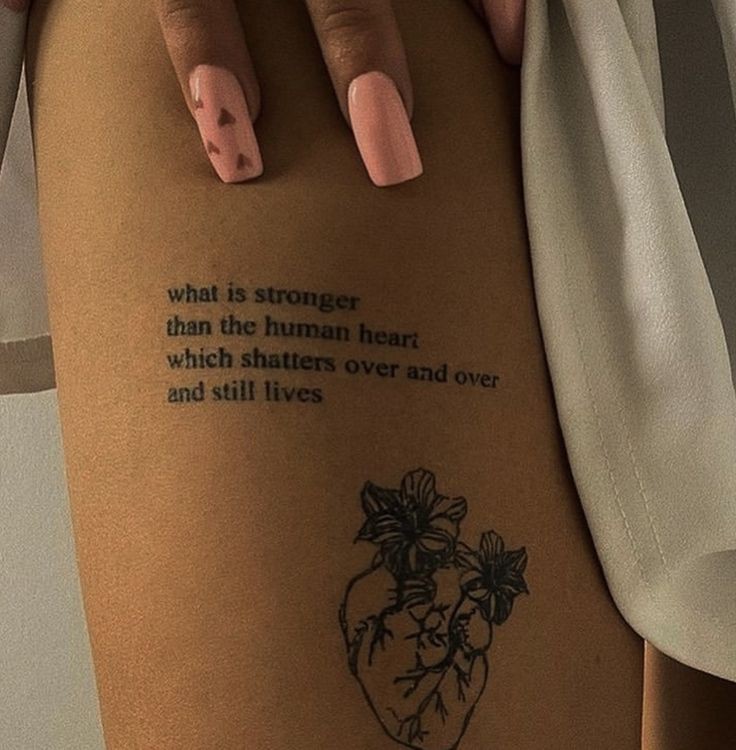 what is stronger
than the human heart
which shatters over and over
and still lives